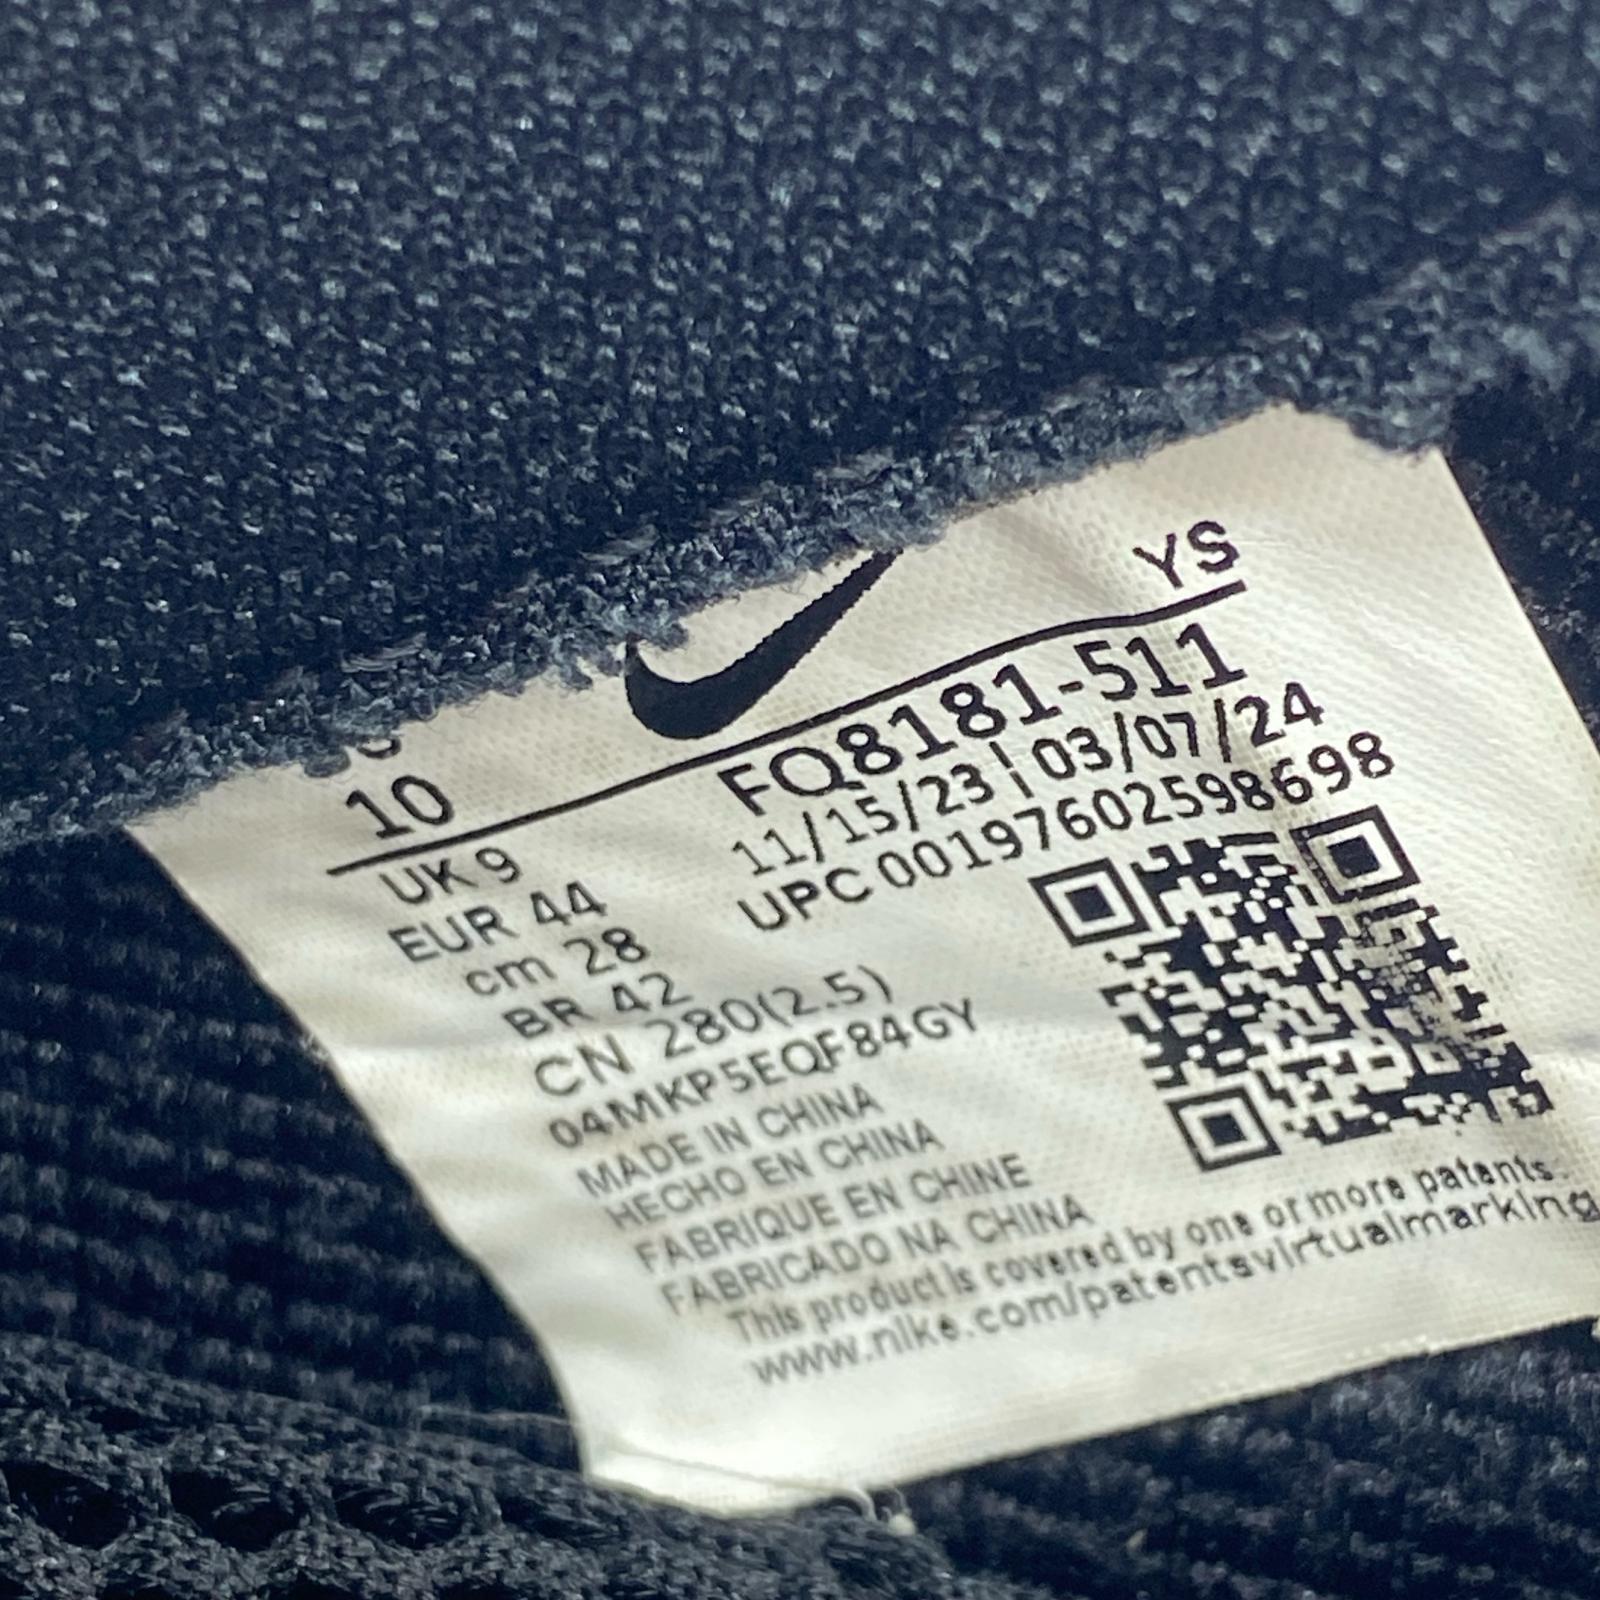 YS
10
FQ8181-511
11/15/23 | 03/07/24
UPC 00197602598698
UK 9
EUR 44
cm 28
BR 42
CN 280(2.5)
04MKP5EQF84GY
MADE IN CHINA
HECHO EN CHINA
FABRIQUE EN CHINE
FABRICADO NA CHINA
This product is covered by one or more patents.
www.nike.com/patentsvirtualmarking